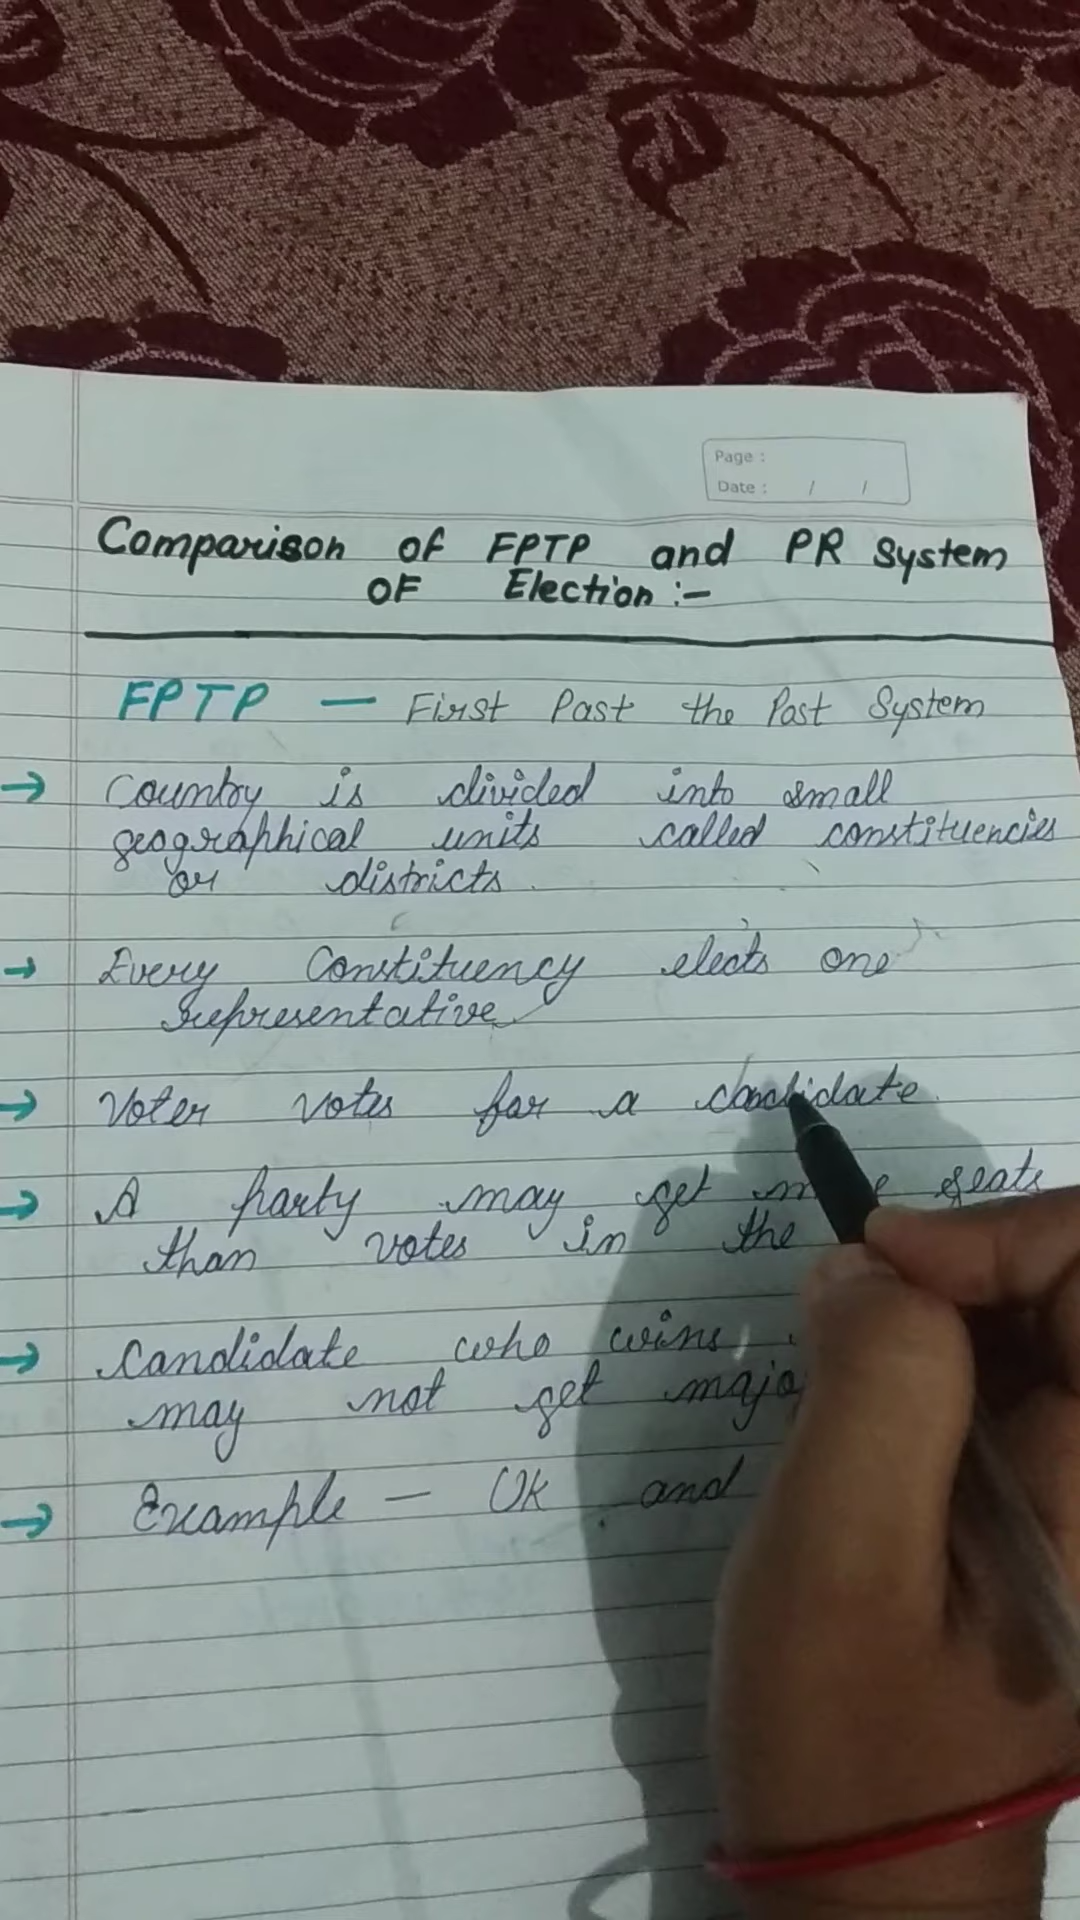 Page :
Date : / /
Comparison of FPTP and PR System
OF Election :-
FPTP — First Past the Post System
→ Country is divided into small
geographical units called constituencies
or districts.
→ Every Constituency elects one
representative
→ Voter votes for a candidate.
→ A party may get seats
than votes in the
→ Candidate who wins
may not get
→ Example — UK and